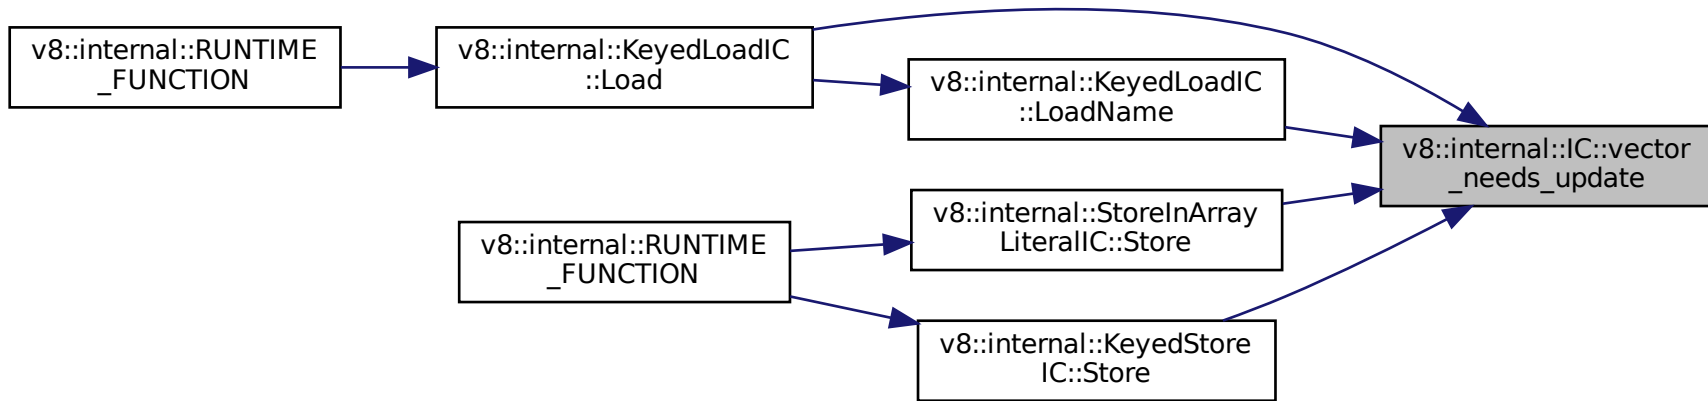 v8::internal::RUNTIME
_FUNCTION
v8::internal::KeyedLoadIC
::Load
v8::internal::KeyedLoadIC
::LoadName
v8::internal::IC::vector
_needs_update
v8::internal::StoreInArray
LiteralIC::Store
v8::internal::RUNTIME
_FUNCTION
v8::internal::KeyedStore
IC::Store